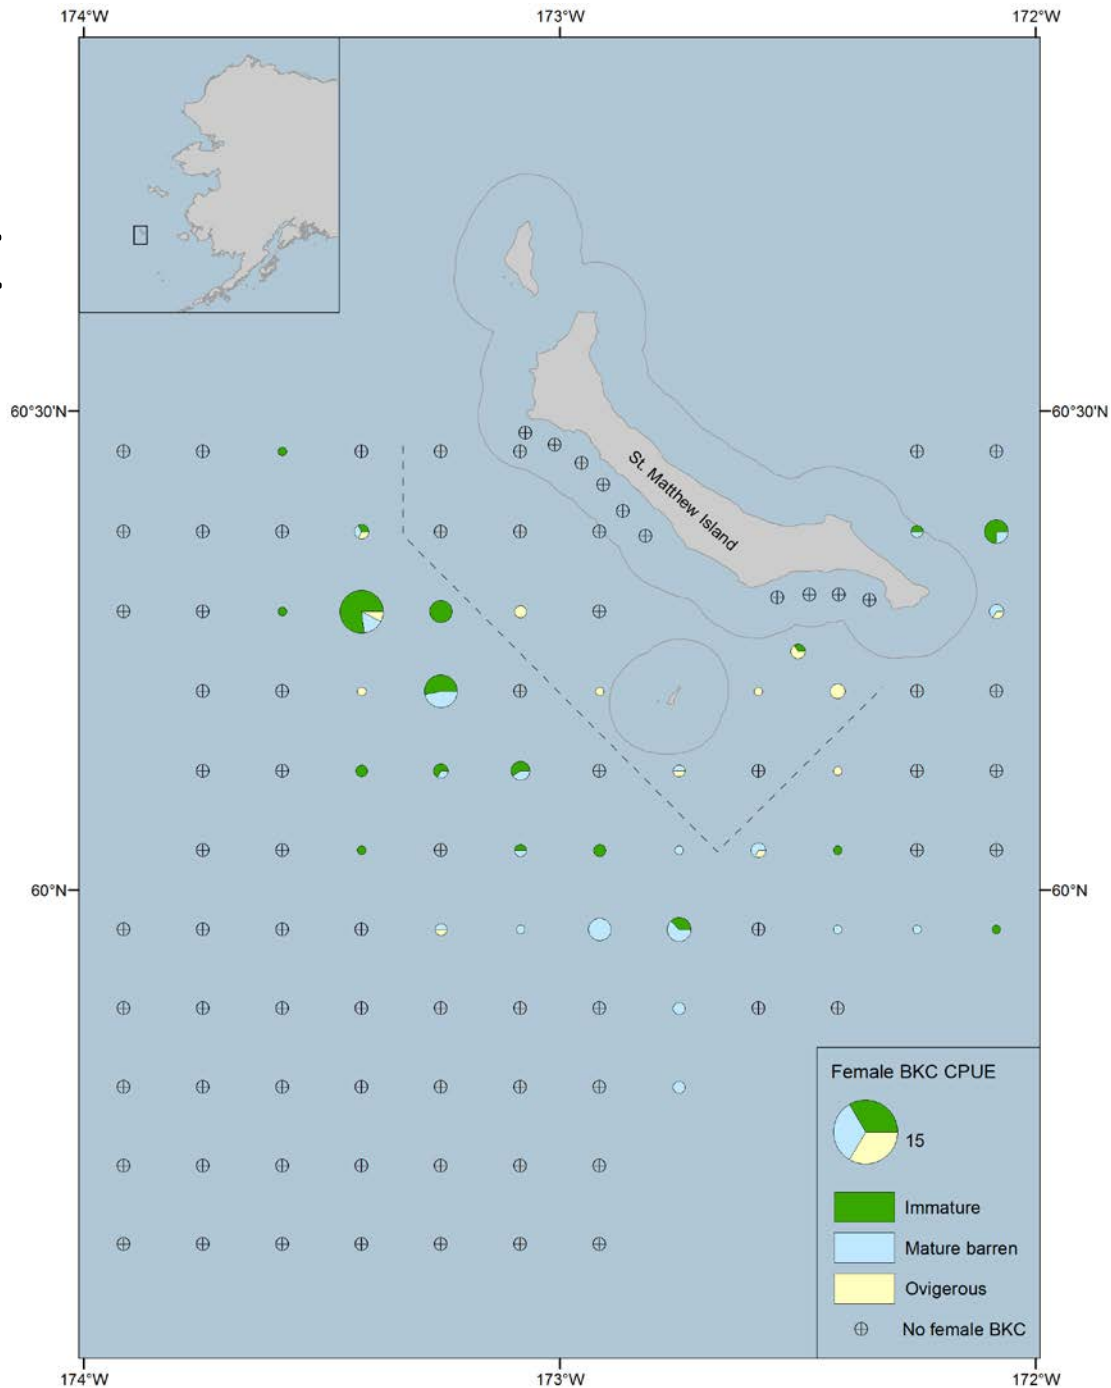 174°W 173°W 172°W
60°30'N 60°30'N
St. Matthew Island
60°N 60°N
Female BKC CPUE
15
Immature
Mature barren
Ovigerous
No female BKC
174°W 173°W 172°W